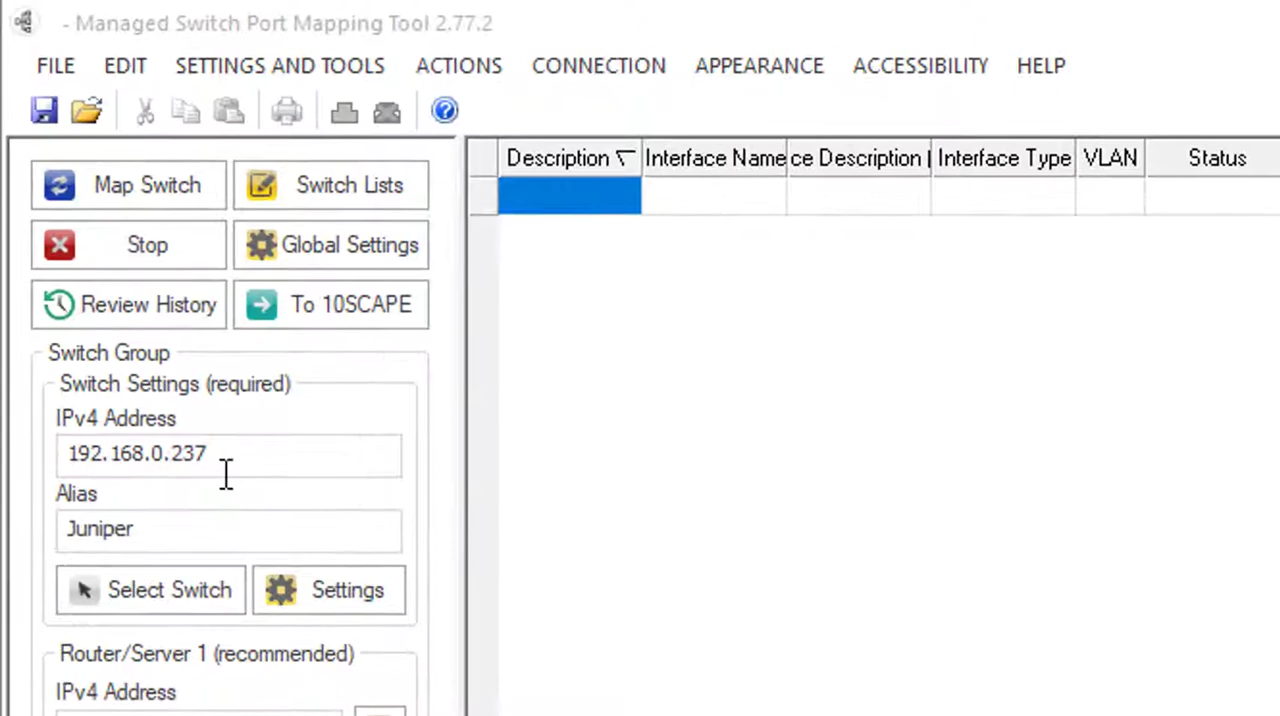 - Managed Switch Port Mapping Tool 2.77.2
FILE EDIT SETTINGS AND TOOLS ACTIONS CONNECTION APPEARANCE ACCESSIBILITY HELP
Description Interface Name ce Description Interface Type VLAN Status
Map Switch Switch Lists
Stop Global Settings
Review History To 10SCAPE
Switch Group
Switch Settings (required)
IPv4 Address
192.168.0.237
Alias
Juniper
Select Switch Settings
Router/Server 1 (recommended)
IPv4 Address